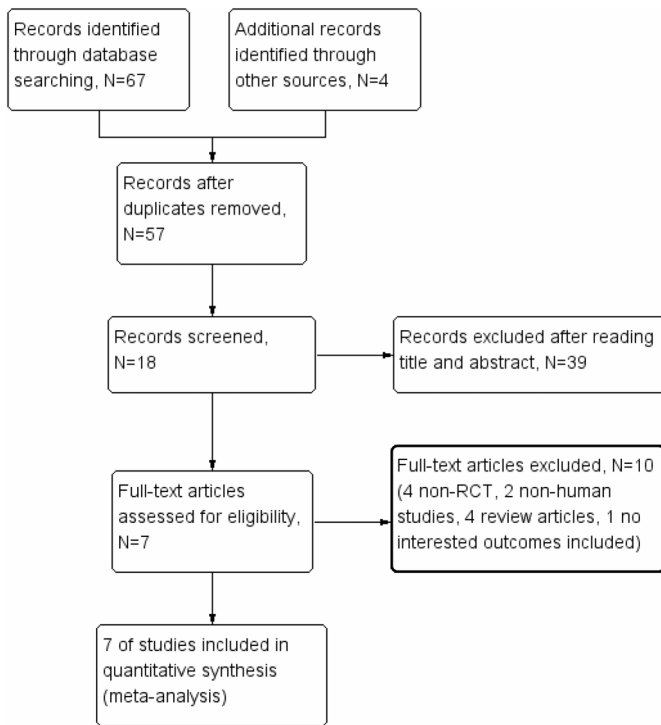 Records identified
through database
searching, N=67
Additional records
identified through
other sources, N=4
Records after
duplicates removed,
N=57
Records screened,
N=18
Records excluded after reading
title and abstract, N=39
Full-text articles
assessed for eligibility,
N=7
Full-text articles excluded, N=10
(4 non-RCT, 2 non-human
studies, 4 review articles, 1 no
interested outcomes included)
7 of studies included in
quantitative synthesis
(meta-analysis)